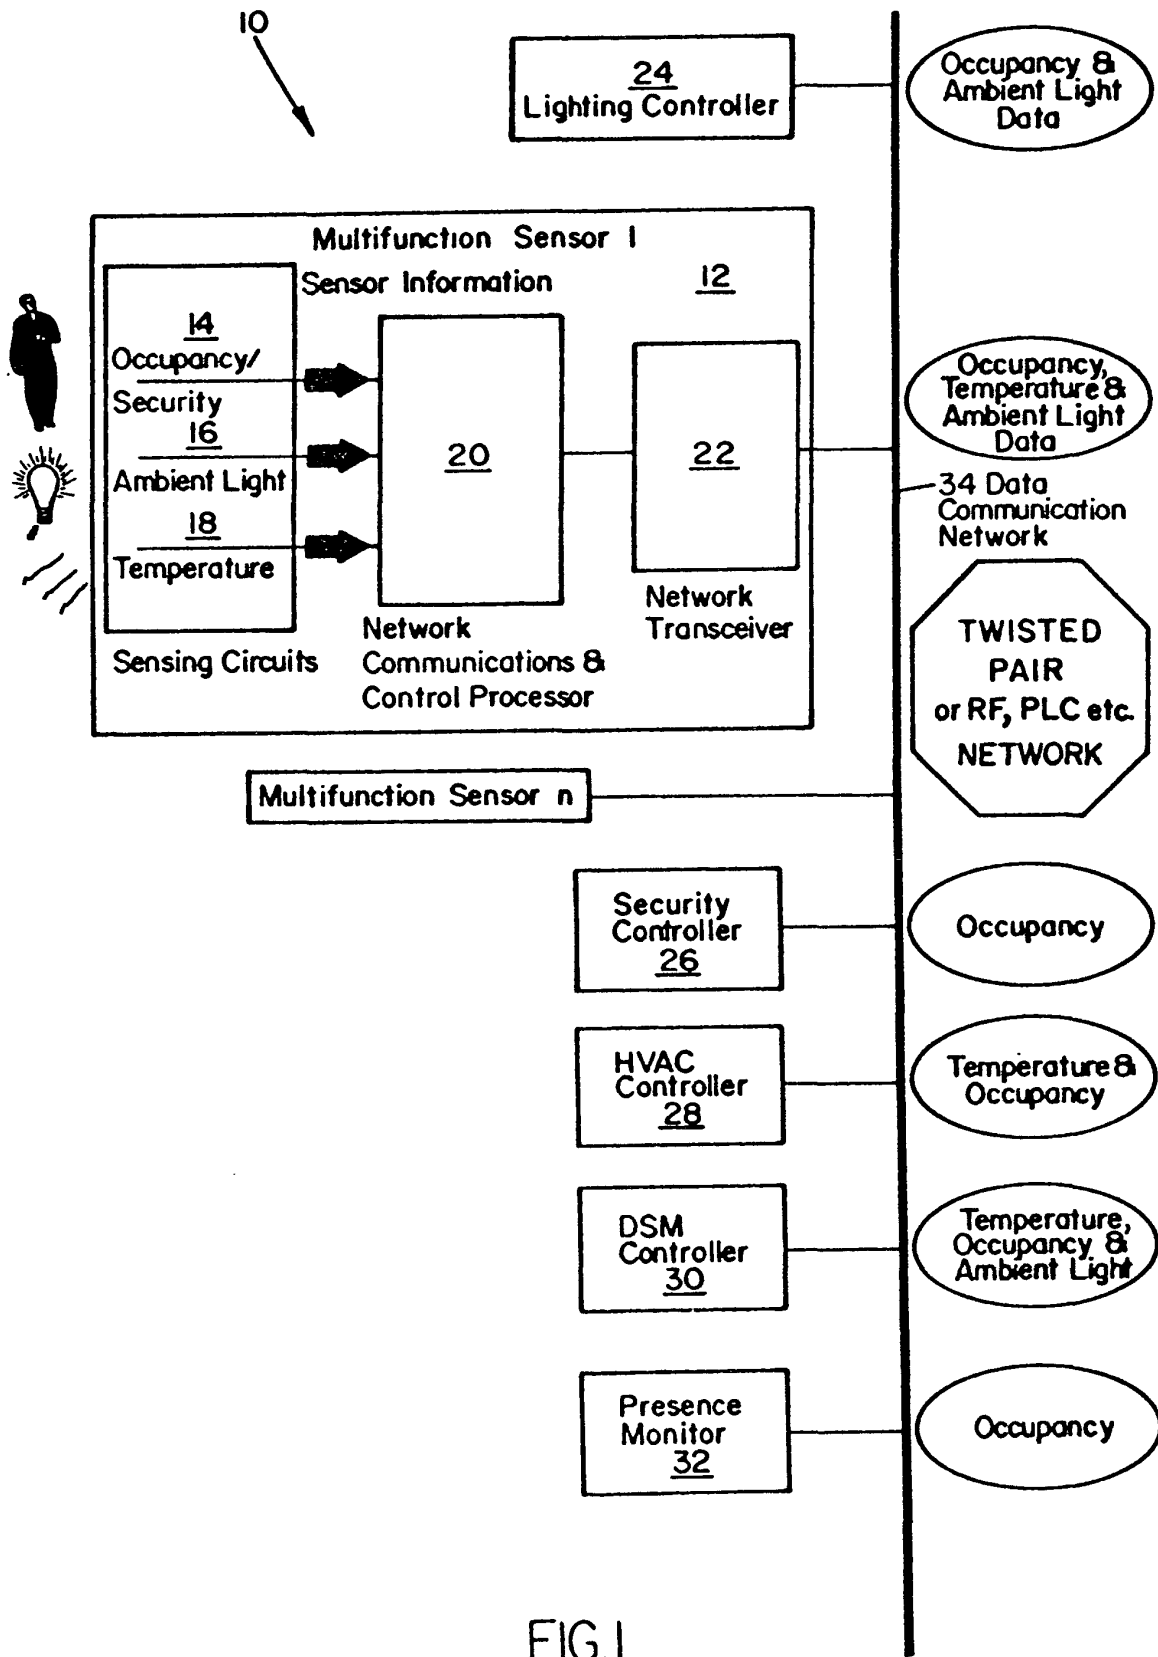 10
24
Lighting Controller
Occupancy &
Ambient Light
Data
Multifunction Sensor 1
Sensor Information
12
14
Occupancy/
Security
16
Ambient Light
18
Temperature
Sensing Circuits
20
Network
Communications &
Control Processor
22
Network
Transceiver
Occupancy,
Temperature &
Ambient Light
Data
34 Data
Communication
Network
TWISTED
PAIR
or RF, PLC etc.
NETWORK
Multifunction Sensor n
Security
Controller
26
Occupancy
HVAC
Controller
28
Temperature &
Occupancy
DSM
Controller
30
Temperature,
Occupancy &
Ambient Light
Presence
Monitor
32
Occupancy
FIG.1